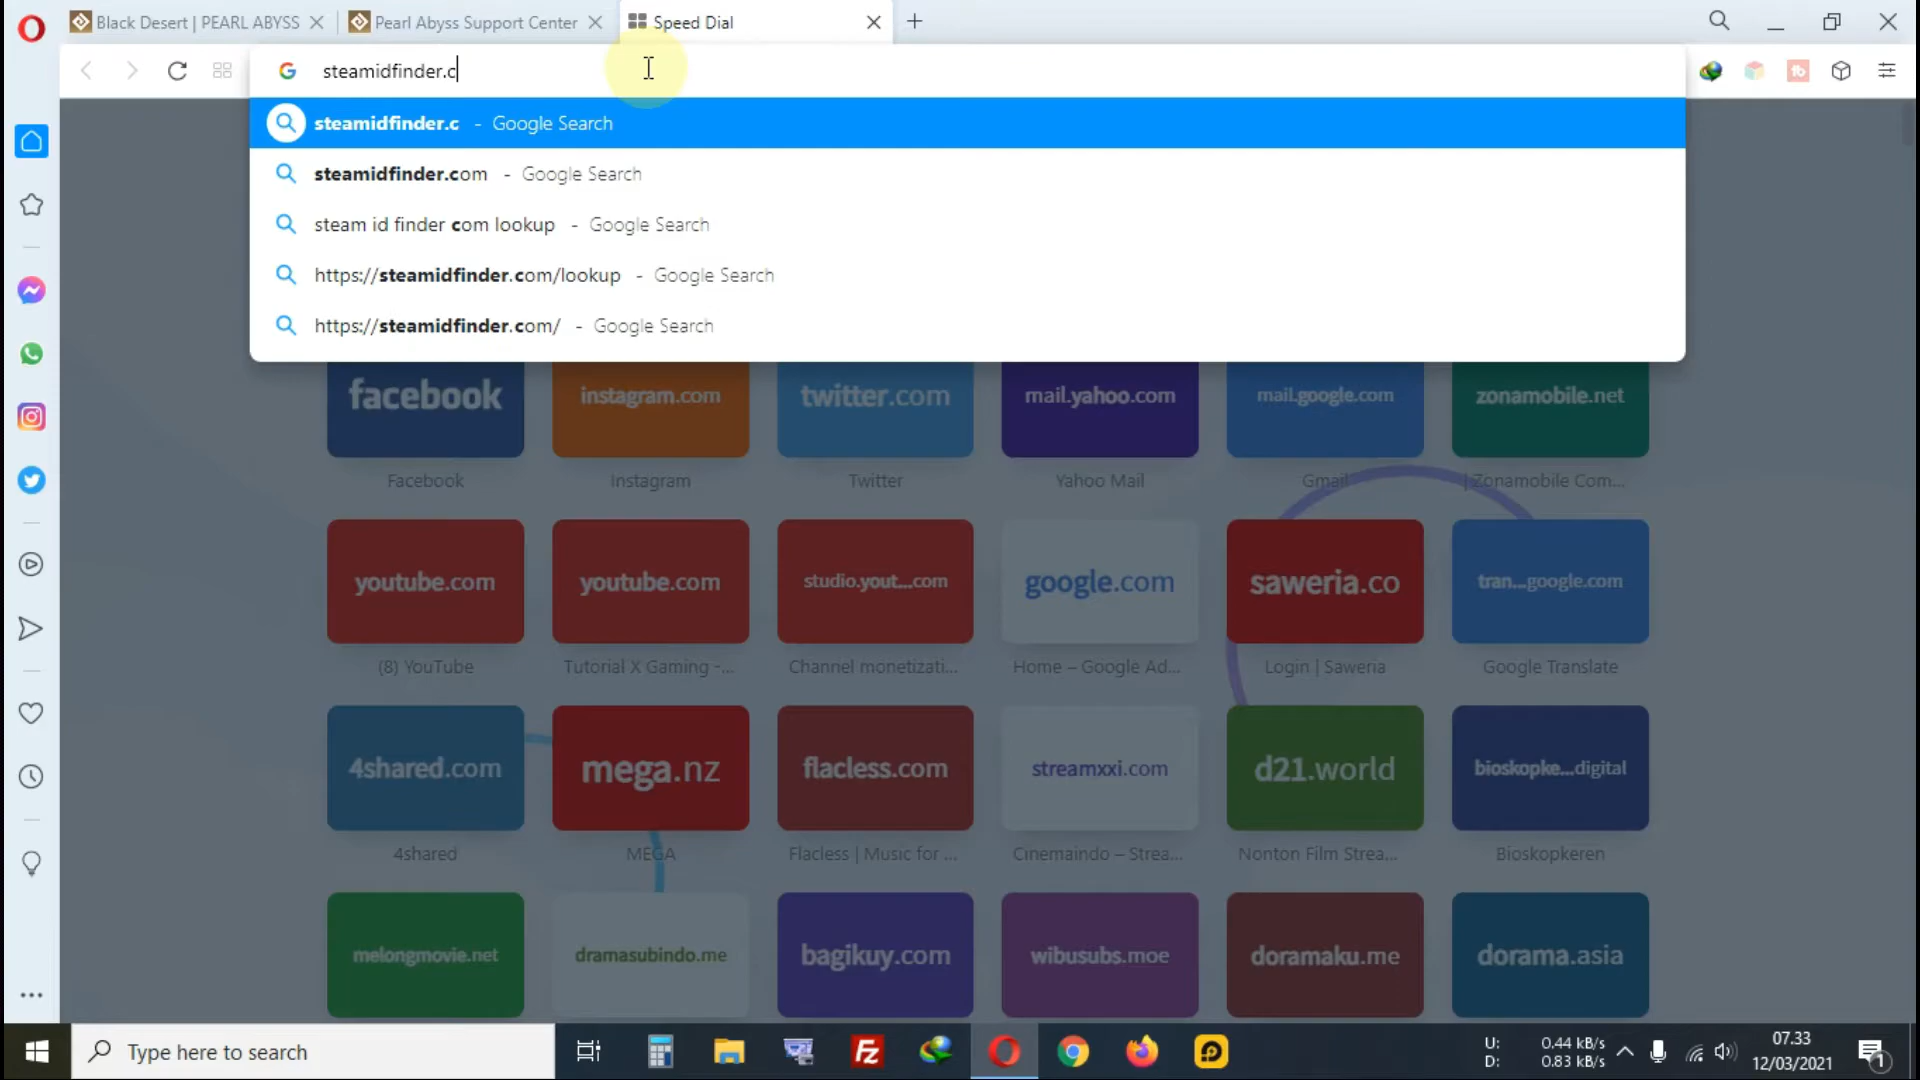 Black Desert | PEARL ABYSS
Pearl Abyss Support Center
Speed Dial
steamidfinder.c
steamidfinder.c - Google Search
steamidfinder.com - Google Search
steam id finder com lookup - Google Search
https://steamidfinder.com/lookup - Google Search
https://steamidfinder.com/ - Google Search
facebook
instagram.com
twitter.com
mail.yahoo.com
mail.google.com
zonamobile.net
Facebook
Instagram
Twitter
Yahoo Mail
Gmail
| Zonamobile Com...
youtube.com
youtube.com
studio.yout...com
google.com
saweria.co
tran...google.com
(8) YouTube
Tutorial X Gaming -...
Channel monetizati...
Home – Google Ad...
Login | Saweria
Google Translate
4shared.com
mega.nz
flacless.com
streamxxi.com
d21.world
bioskopke...digital
4shared
MEGA
Flacless | Music for ...
Cinemaindo – Strea...
Nonton Film Strea...
Bioskopkeren
melongmovie.net
dramasubindo.me
bagikuy.com
wibusubs.moe
doramaku.me
dorama.asia
Type here to search
U: 0.44 kB/s
D: 0.83 kB/s
07.33
12/03/2021
1